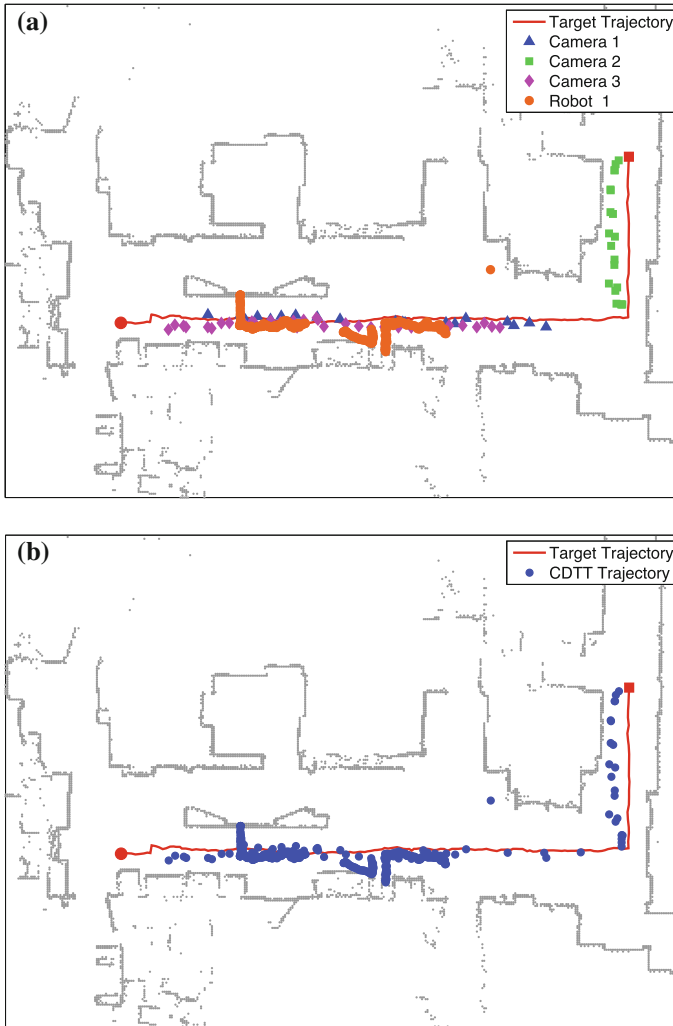 (a)
Target Trajectory
Camera 1
Camera 2
Camera 3
Robot 1
(b)
Target Trajectory
CDTT Trajectory